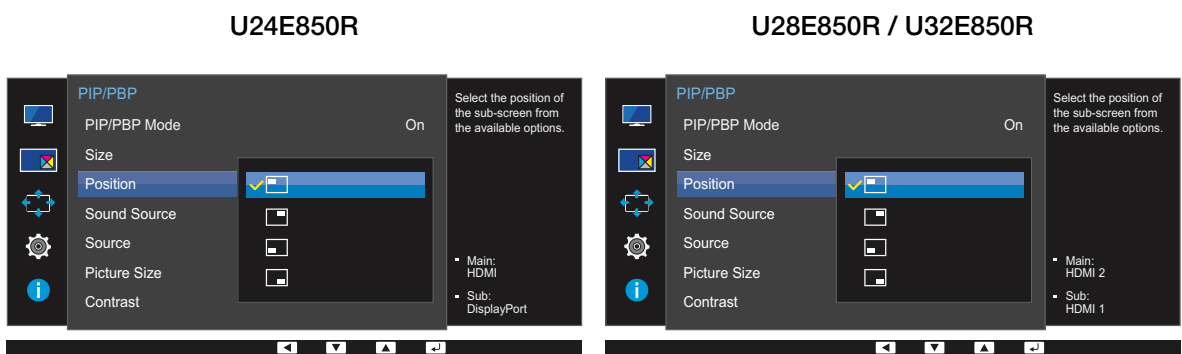 U24E850R
PIP/PBP
PIP/PBP Mode On
Size
Position
Sound Source
Source
Picture Size
Contrast
Select the position of
the sub-screen from
the available options.
Main:
HDMI
Sub:
DisplayPort
U28E850R / U32E850R
PIP/PBP
PIP/PBP Mode On
Size
Position
Sound Source
Source
Picture Size
Contrast
Select the position of
the sub-screen from
the available options.
Main:
HDMI 2
Sub:
HDMI 1